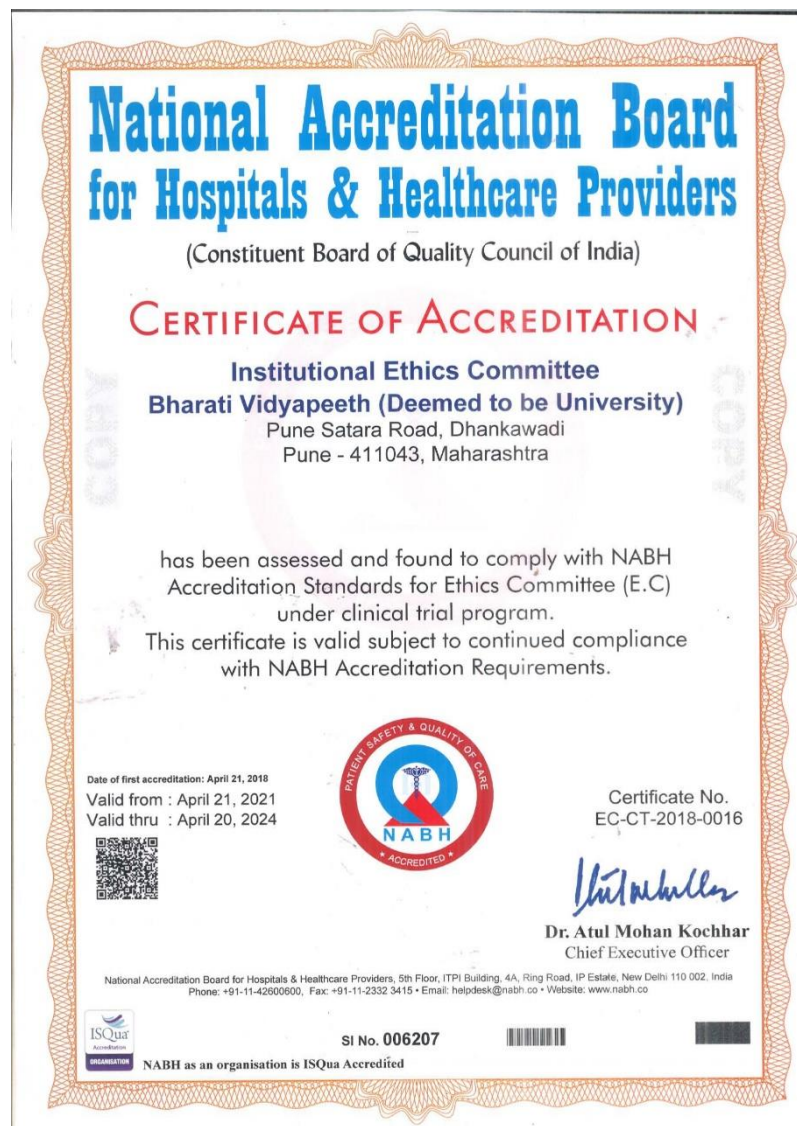 National Accreditation Board
for Hospitals & Healthcare Providers
(Constituent Board of Quality Council of India)
CERTIFICATE OF ACCREDITATION
Institutional Ethics Committee
Bharati Vidyapeeth (Deemed to be University)
Pune Satara Road, Dhankawadi
Pune - 411043, Maharashtra
COPY
COPY
has been assessed and found to comply with NABH
Accreditation Standards for Ethics Committee (E.C)
under clinical trial program.
This certificate is valid subject to continued compliance
with NABH Accreditation Requirements.
PATIENT SAFETY & QUALITY OF CARE
NABH
★ ACCREDITED ★
Date of first accreditation: April 21, 2018
Valid from : April 21, 2021
Valid thru : April 20, 2024
Certificate No.
EC-CT-2018-0016
Dr. Atul Mohan Kochhar
Chief Executive Officer
National Accreditation Board for Hospitals & Healthcare Providers, 5th Floor, ITPI Building, 4A, Ring Road, IP Estate, New Delhi 110 002, India
Phone: +91-11-42600600, Fax: +91-11-2332 3415 • Email: helpdesk@nabh.co • Website: www.nabh.co
ISQua
Accreditation
ORGANISATION
SI No. 006207
NABH as an organisation is ISQua Accredited